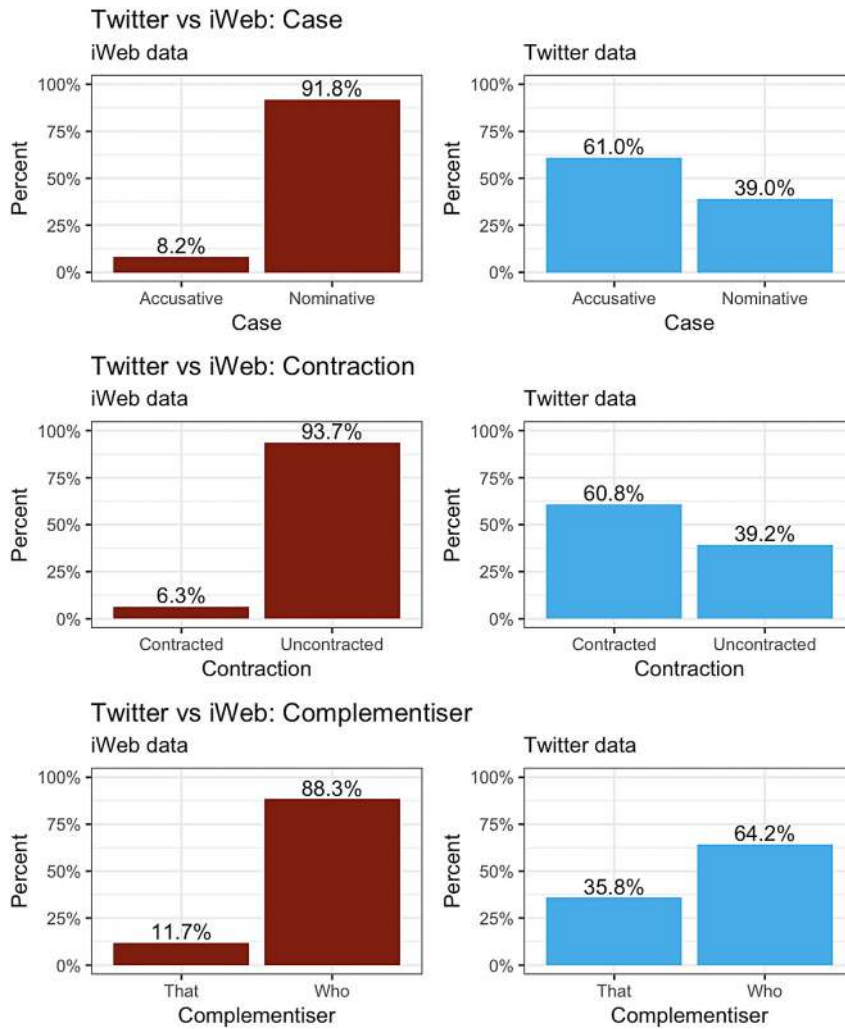 Twitter vs iWeb: Case
iWeb data
Twitter data
100%
75%
50%
25%
0%
Percent
8.2%
91.8%
Accusative
Nominative
Case
100%
75%
50%
25%
0%
Percent
61.0%
39.0%
Accusative
Nominative
Case
Twitter vs iWeb: Contraction
iWeb data
Twitter data
100%
75%
50%
25%
0%
Percent
6.3%
93.7%
Contracted
Uncontracted
Contraction
100%
75%
50%
25%
0%
Percent
60.8%
39.2%
Contracted
Uncontracted
Contraction
Twitter vs iWeb: Complementiser
iWeb data
Twitter data
100%
75%
50%
25%
0%
Percent
11.7%
88.3%
That
Who
Complementiser
100%
75%
50%
25%
0%
Percent
35.8%
64.2%
That
Who
Complementiser